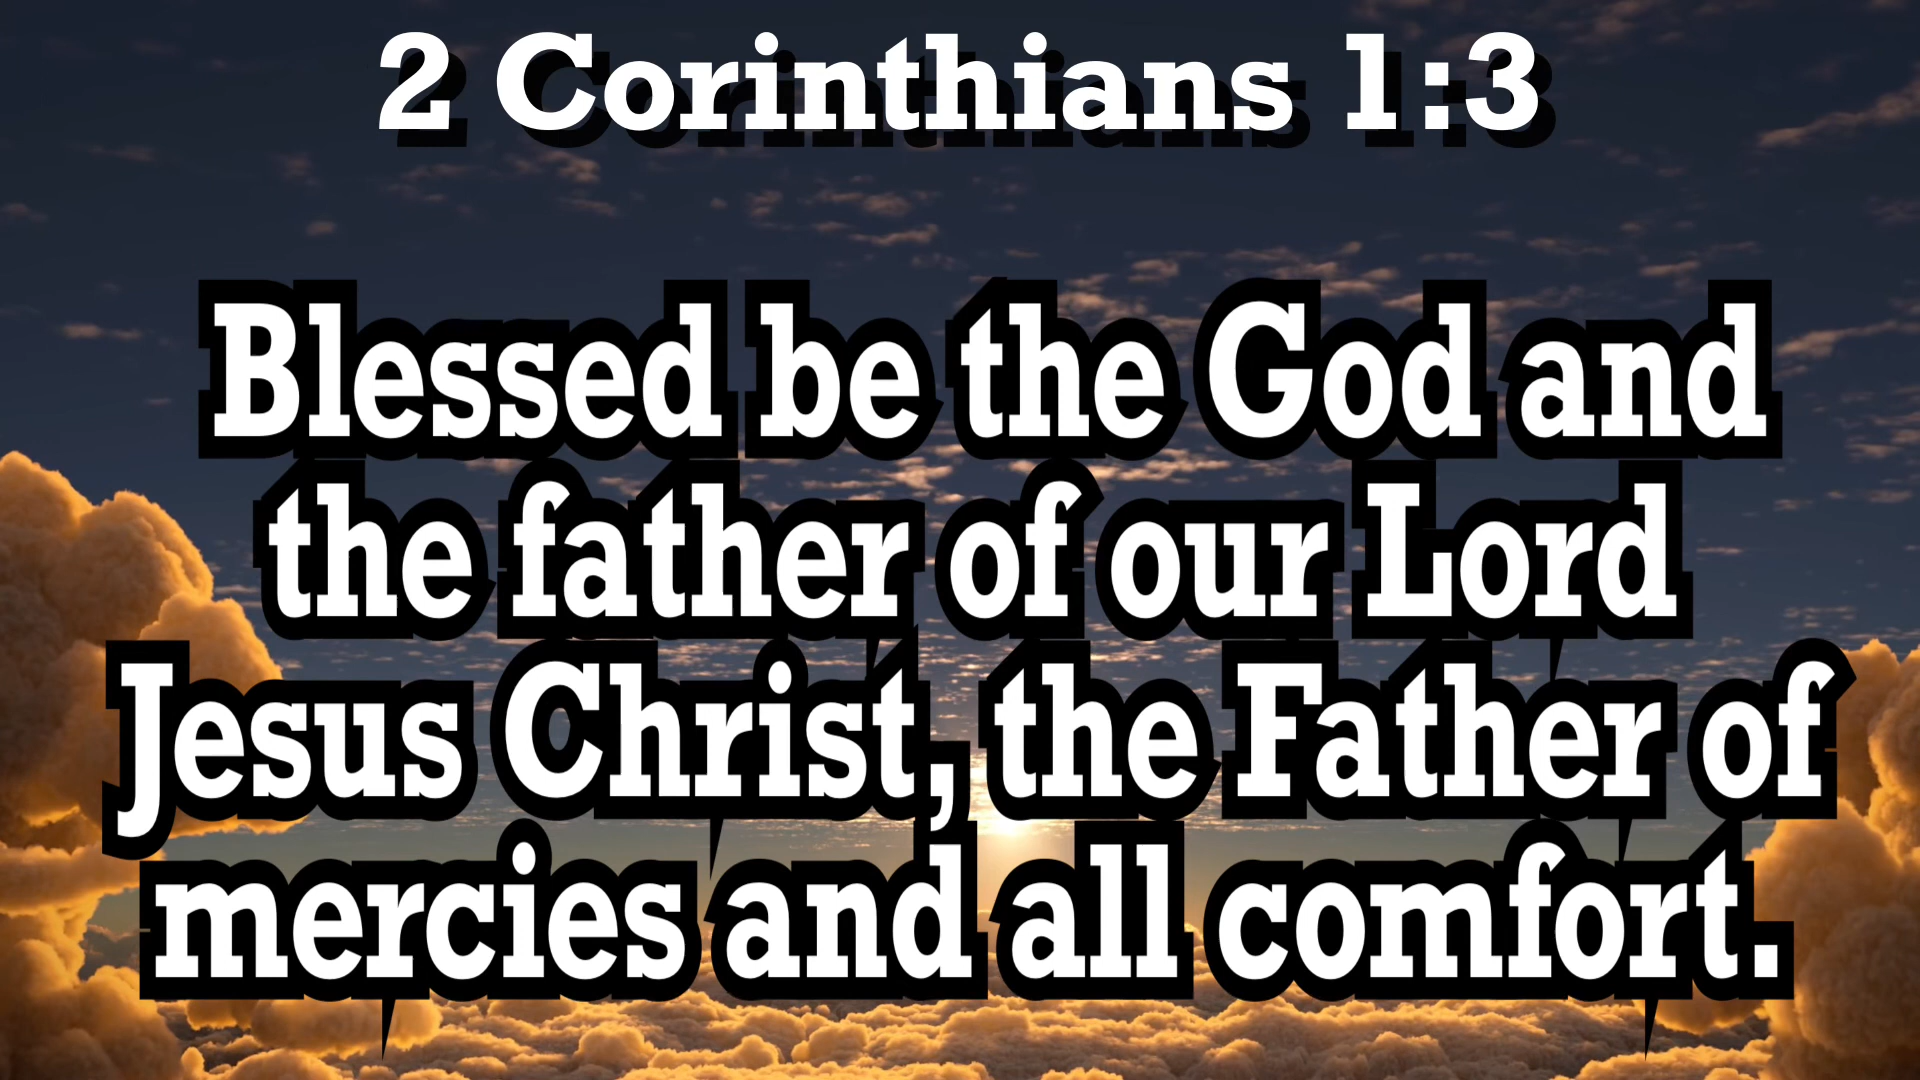 2 Corinthians 1:3
Blessed be the God and
the father of our Lord
Jesus Christ, the Father of
mercies and all comfort.